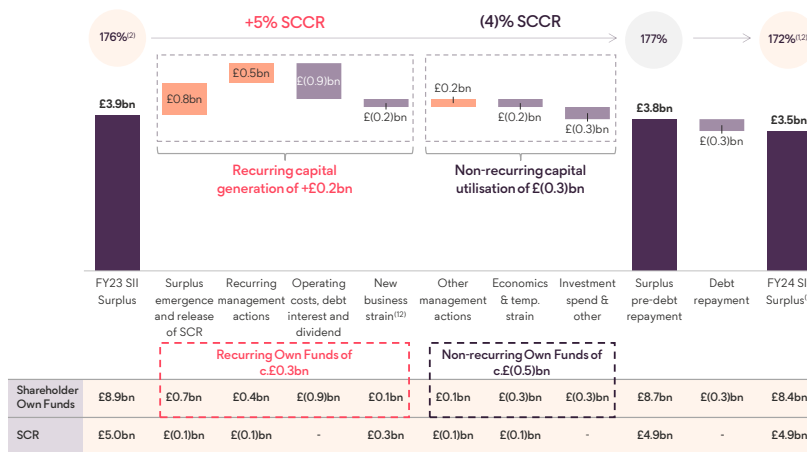 +5% SCCR
(4)% SCCR
176%(2)
177%
172%(1,2)
£3.9bn
£0.8bn
£0.5bn
£(0.9)bn
£(0.2)bn
£0.2bn
£(0.2)bn
£(0.3)bn
£3.8bn
£(0.3)bn
£3.5bn
Recurring capital
generation of +£0.2bn
Non-recurring capital
utilisation of £(0.3)bn
FY23 SII
Surplus
Surplus
emergence
and release
of SCR
Recurring
management
actions
Operating
costs, debt
interest and
dividend
New
business
strain(12)
Other
management
actions
Economics
& temp.
strain
Investment
spend &
other
Surplus
pre-debt
repayment
Debt
repayment
FY24 SII
Surplus(
Recurring Own Funds of
c.£0.3bn
Non-recurring Own Funds of
c.£(0.5)bn
Shareholder
Own Funds
£8.9bn £0.7bn £0.4bn £(0.9)bn £0.1bn £0.1bn £(0.3)bn £(0.3)bn £8.7bn £(0.3)bn £8.4bn
SCR £5.0bn £(0.1)bn £(0.1)bn - £0.3bn £(0.1)bn £(0.1)bn - £4.9bn - £4.9bn